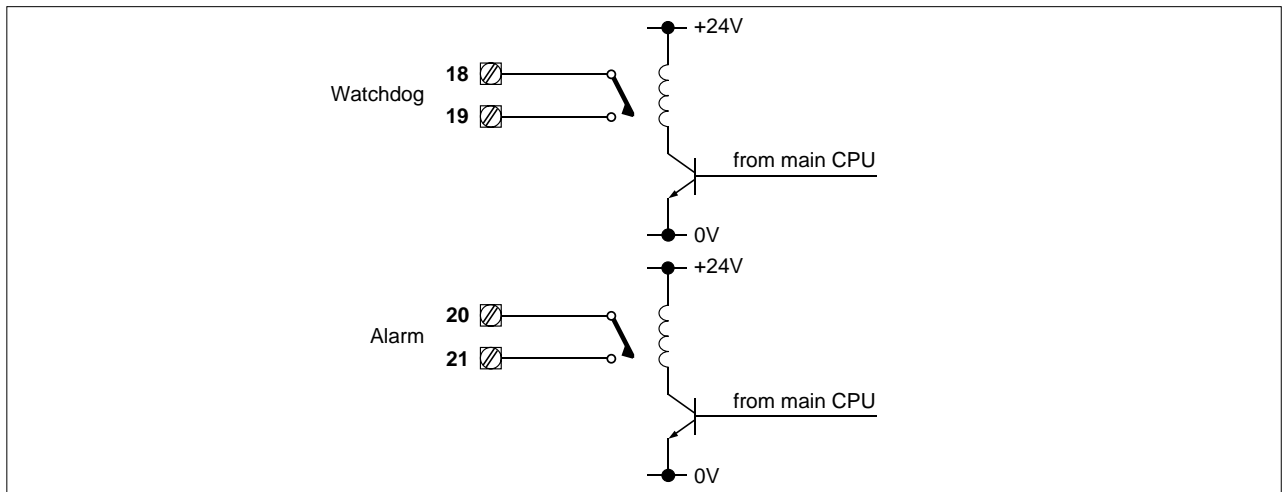 +24V
18
Watchdog
19
from main CPU
0V
+24V
20
Alarm
21
from main CPU
0V